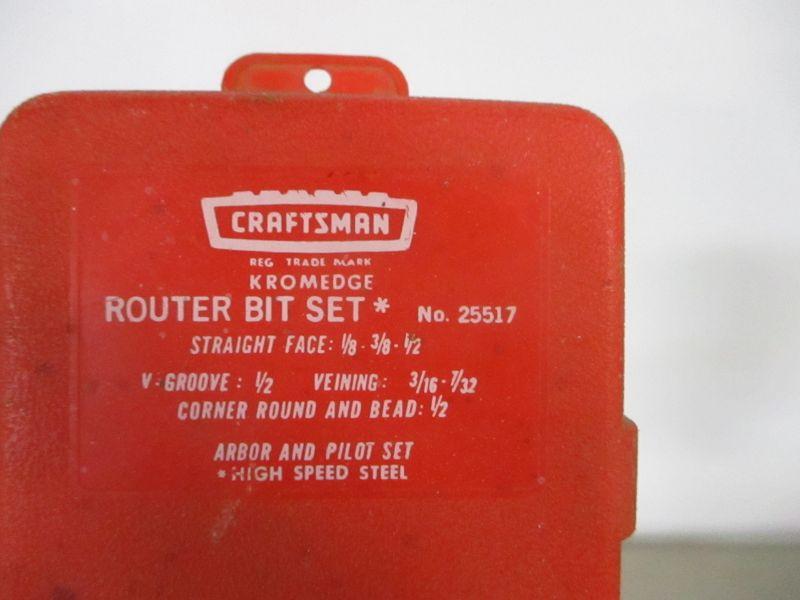 CRAFTSMAN
REG TRADE MARK
KROMEDGE
ROUTER BIT SET* No. 25517
STRAIGHT FACE: 1/8 - 3/8 - 1/2
V-GROOVE: 1/2 VEINING: 3/16 - 7/32
CORNER ROUND AND BEAD: 1/2
ARBOR AND PILOT SET
*HIGH SPEED STEEL